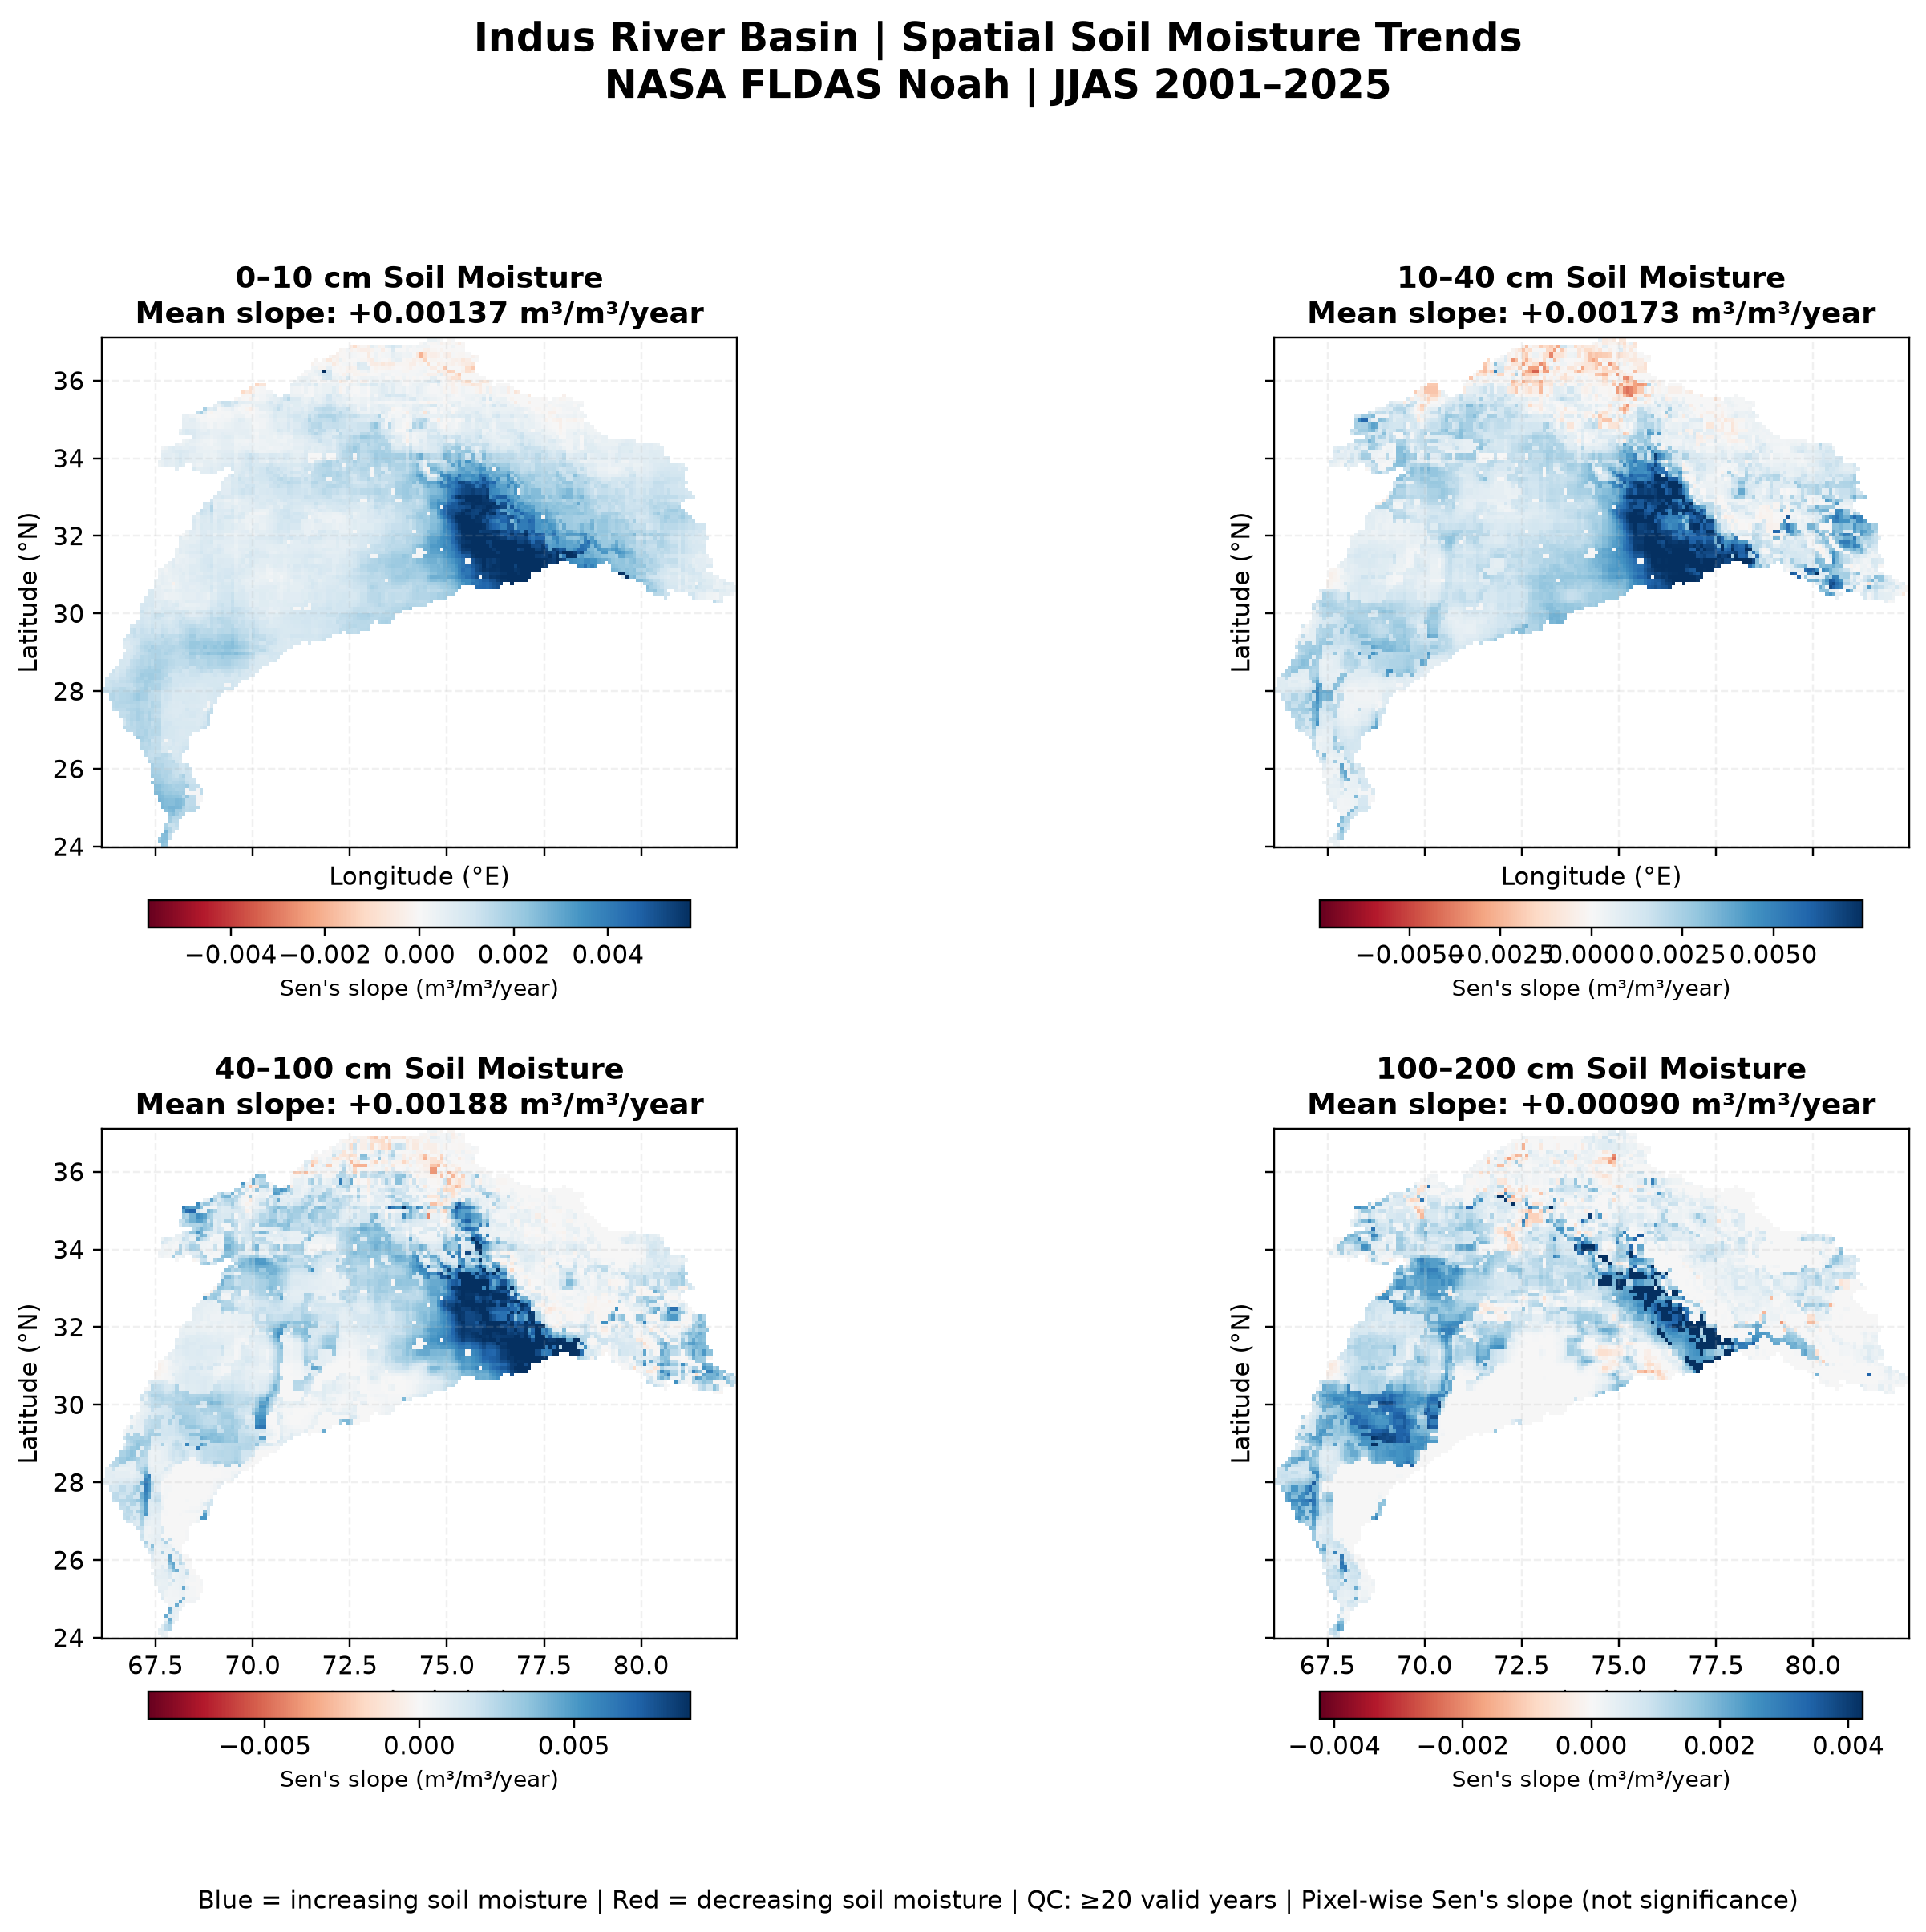 Indus River Basin | Spatial Soil Moisture Trends
NASA FLDAS Noah | JJAS 2001–2025
0–10 cm Soil Moisture
Mean slope: +0.00137 m³/m³/year
36
34
32
30
28
26
24
Latitude (°N)
Longitude (°E)
−0.004 −0.002 0.000 0.002 0.004
Sen's slope (m³/m³/year)
10–40 cm Soil Moisture
Mean slope: +0.00173 m³/m³/year
Latitude (°N)
Longitude (°E)
−0.0050 −0.0025 0.0000 0.0025 0.0050
Sen's slope (m³/m³/year)
40–100 cm Soil Moisture
Mean slope: +0.00188 m³/m³/year
36
34
32
30
28
26
24
Latitude (°N)
67.5 70.0 72.5 75.0 77.5 80.0
−0.005 0.000 0.005
Sen's slope (m³/m³/year)
100–200 cm Soil Moisture
Mean slope: +0.00090 m³/m³/year
Latitude (°N)
67.5 70.0 72.5 75.0 77.5 80.0
−0.004 −0.002 0.000 0.002 0.004
Sen's slope (m³/m³/year)
Blue = increasing soil moisture | Red = decreasing soil moisture | QC: ≥20 valid years | Pixel-wise Sen's slope (not significance)